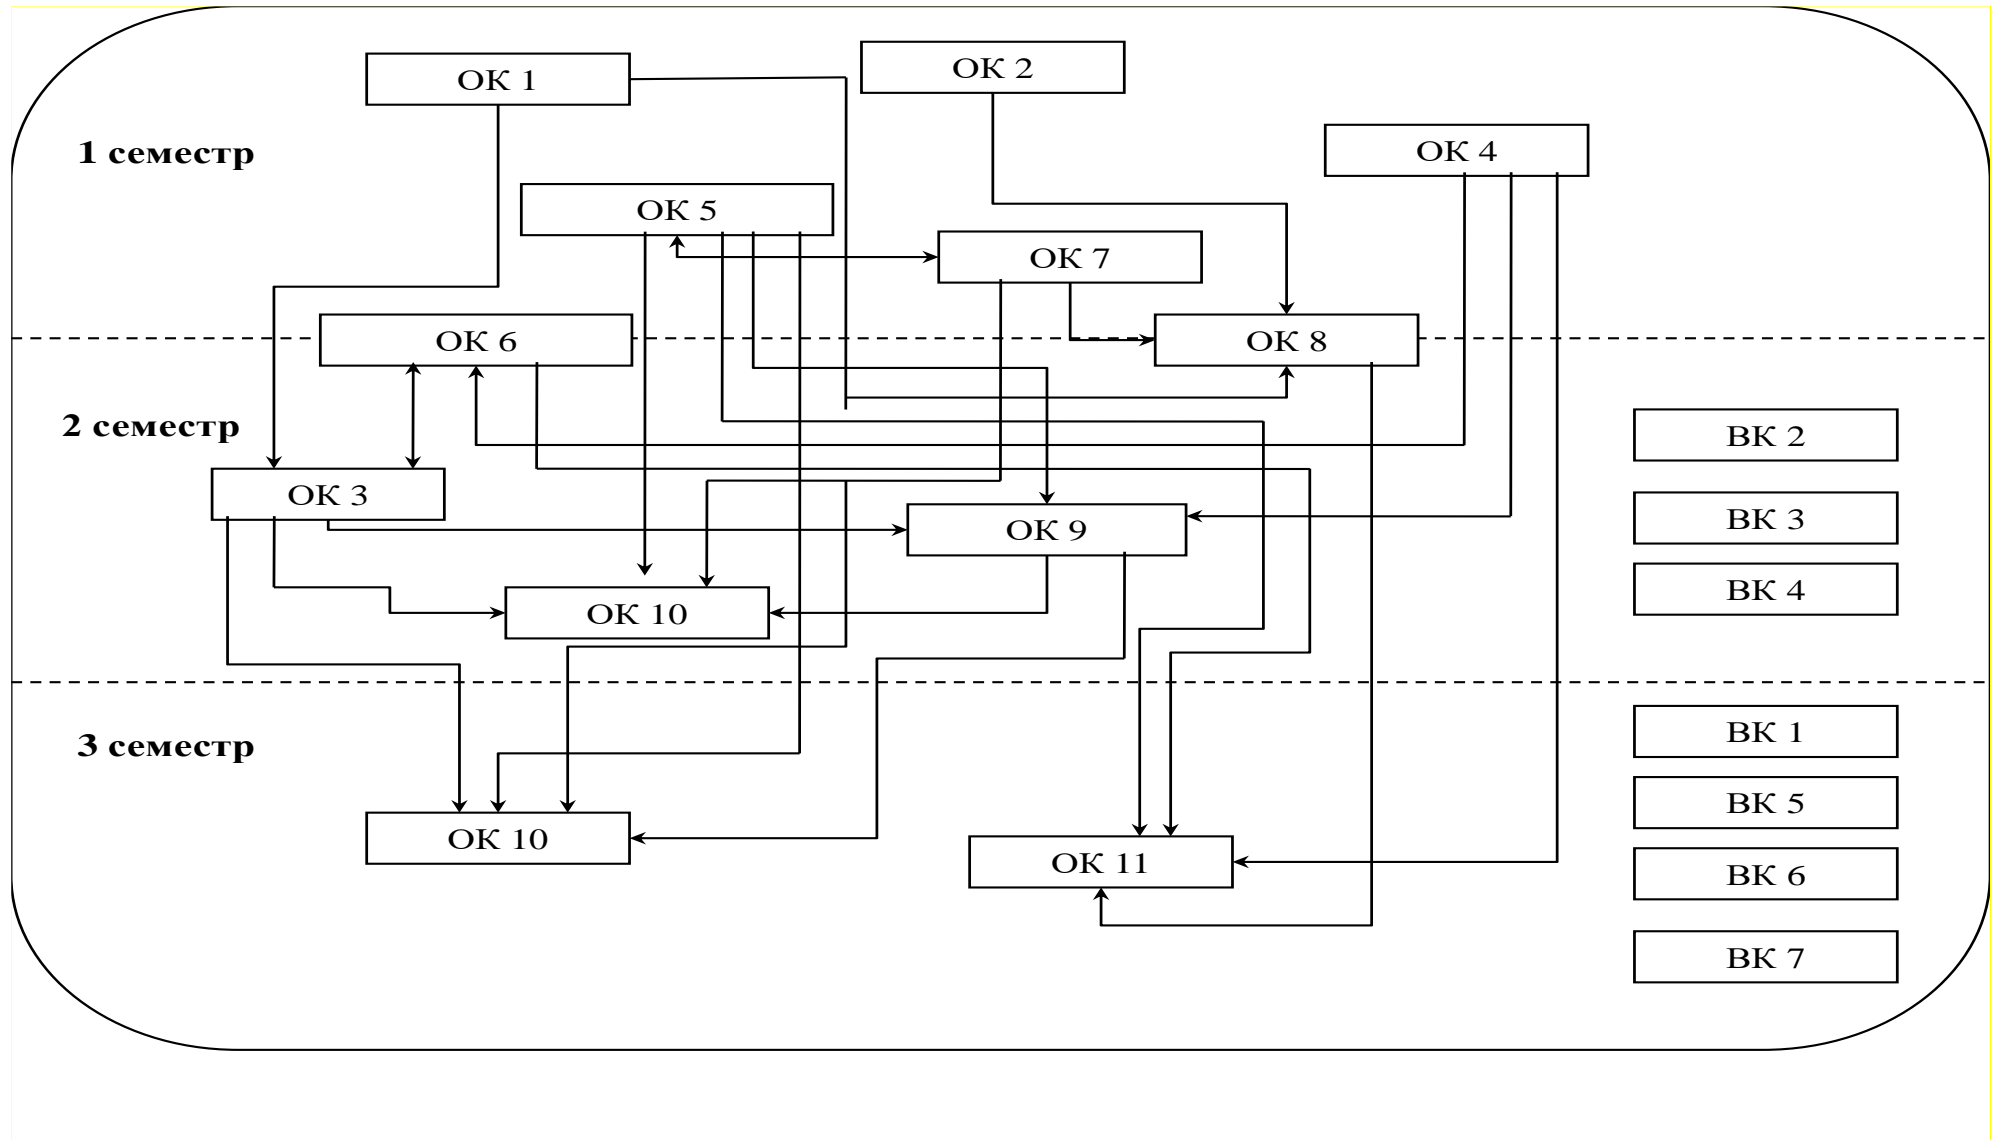 ОК 1
ОК 2
ОК 4
1 семестр
ОК 5
ОК 7
ОК 6
ОК 8
2 семестр
ВК 2
ОК 3
ВК 3
ОК 9
ВК 4
ОК 10
ВК 1
3 семестр
ВК 5
ОК 10
ОК 11
ВК 6
ВК 7